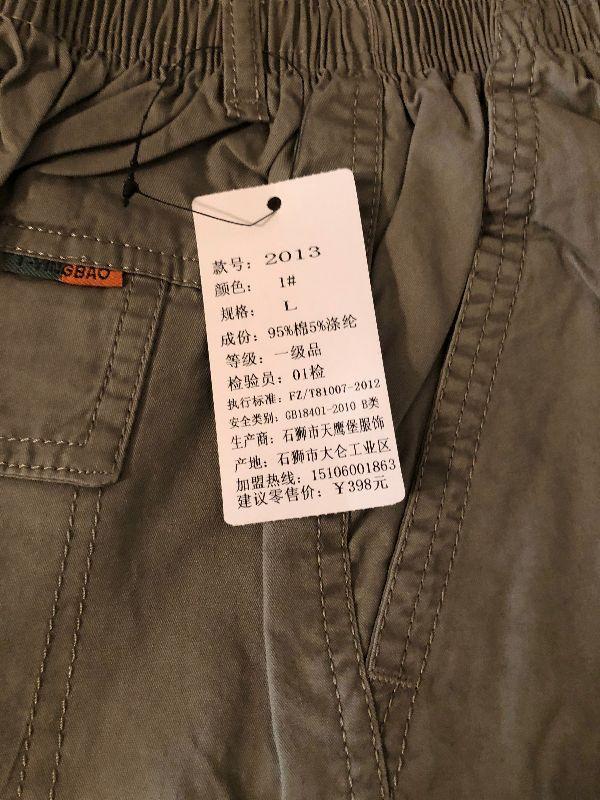 GBAO
款号: 2013
颜色: 1#
规格: L
成份: 95%棉5%涤纶
等级: 一级品
检验员: 01检
执行标准: FZ/T81007-2012
安全类别: GB18401-2010 B类
生产商: 石狮市天鹰堡服饰
产地: 石狮市大仑工业区
加盟热线: 15106001863
建议零售价: ¥398元